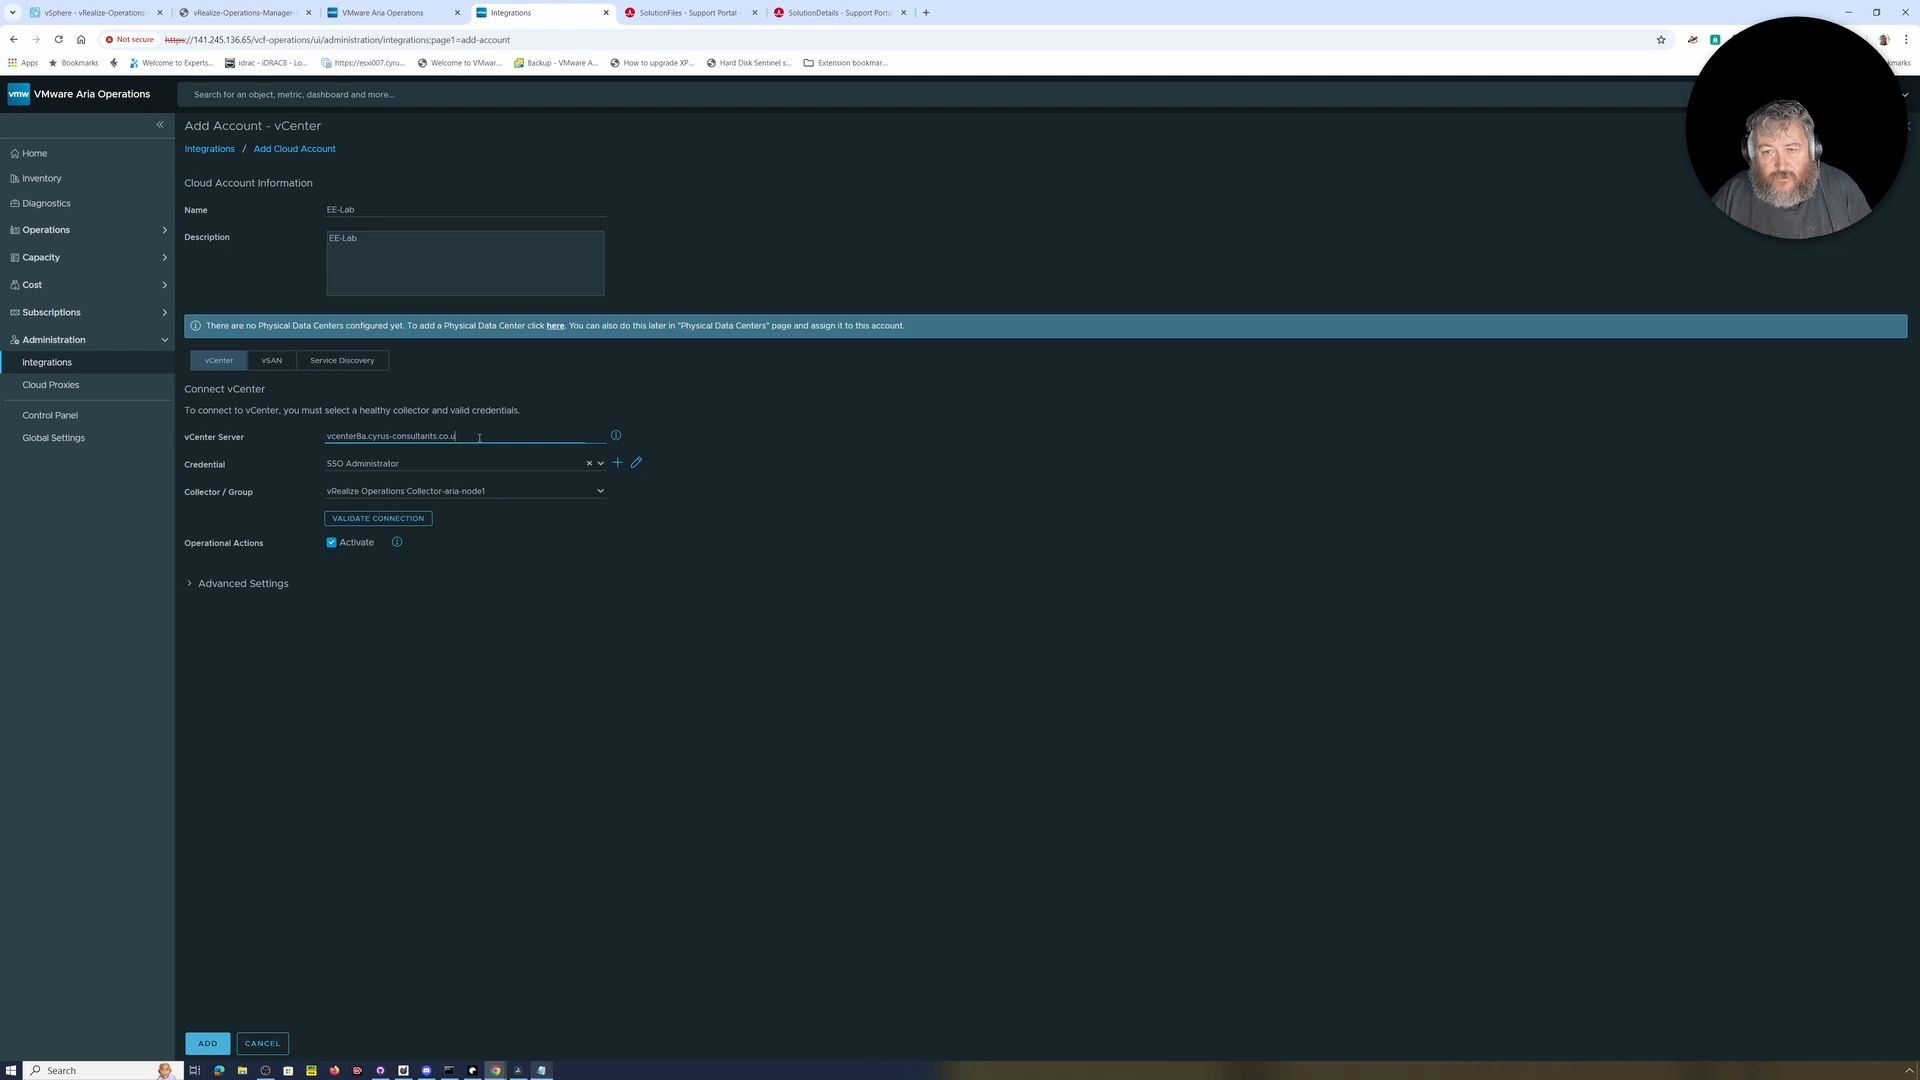 vSphere - vRealize-Operations-
vRealize-Operations-Manager-
VMware Aria Operations
Integrations
SolutionFiles - Support Portal -
SolutionDetails - Support Porta
Not secure
https://141.245.136.65/vcf-operations/ui/administration/integrations;page1=add-account
Apps
Bookmarks
Welcome to Experts...
idrac - iDRAC8 - Lo...
https://esxi007.cyru...
Welcome to VMwar...
Backup - VMware A...
How to upgrade XP...
Hard Disk Sentinel s...
Extension bookmar...
kmarks
vmw
VMware Aria Operations
Search for an object, metric, dashboard and more...
Home
Inventory
Diagnostics
Operations
Capacity
Cost
Subscriptions
Administration
Integrations
Cloud Proxies
Control Panel
Global Settings
Add Account - vCenter
Integrations / Add Cloud Account
Cloud Account Information
Name EE-Lab
Description EE-Lab
There are no Physical Data Centers configured yet. To add a Physical Data Center click here. You can also do this later in "Physical Data Centers" page and assign it to this account.
vCenter vSAN Service Discovery
Connect vCenter
To connect to vCenter, you must select a healthy collector and valid credentials.
vCenter Server vcenter8a.cyrus-consultants.co.u
Credential SSO Administrator
Collector / Group vRealize Operations Collector-aria-node1
VALIDATE CONNECTION
Operational Actions Activate
Advanced Settings
ADD CANCEL
Search